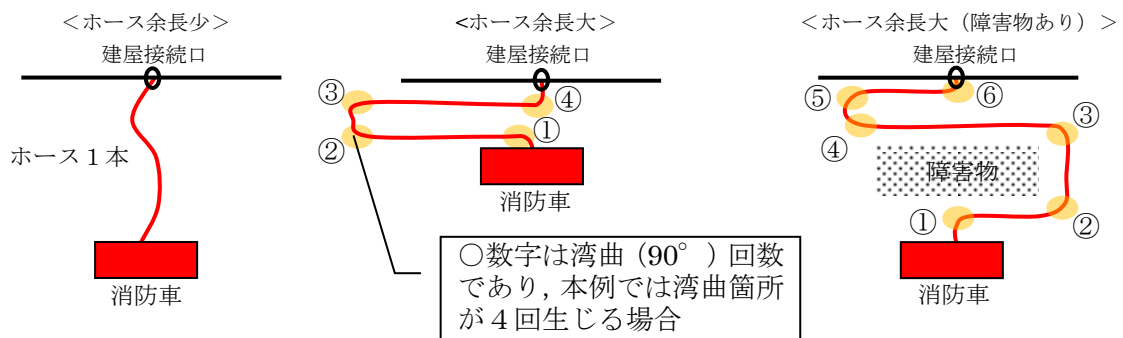 ＜ホース余長少＞
建屋接続口
ホース１本
消防車
<ホース余長大＞
建屋接続口
③
④
①
②
消防車
○数字は湾曲（90°）回数
であり，本例では湾曲箇所
が４回生じる場合
＜ホース余長大（障害物あり）＞
建屋接続口
⑤
⑥
③
④
障害物
①
②
消防車